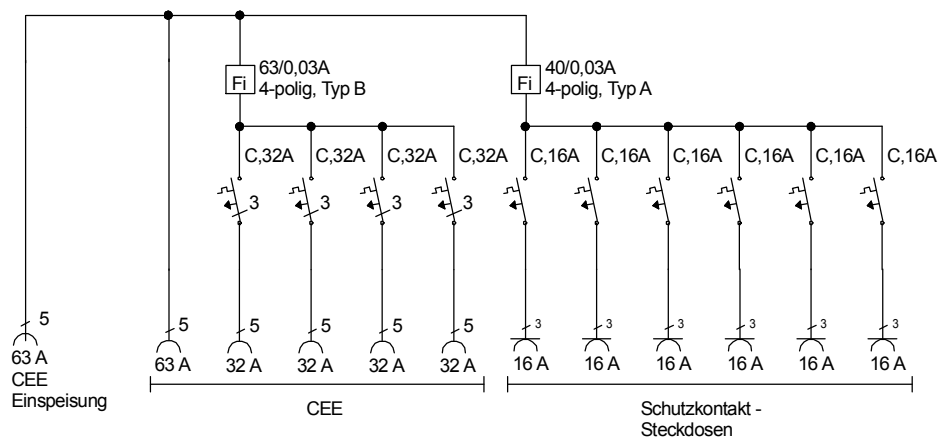 63/0,03A
4-polig, Typ B
Fi
40/0,03A
4-polig, Typ A
Fi
C,32A
C,32A
C,32A
C,32A
C,16A
C,16A
C,16A
C,16A
C,16A
C,16A
3
3
3
3
5
5
5
5
5
5
3
3
3
3
3
3
63 A
CEE
Einspeisung
63 A
32 A
32 A
32 A
32 A
16 A
16 A
16 A
16 A
16 A
16 A
CEE
Schutzkontakt -
Steckdosen